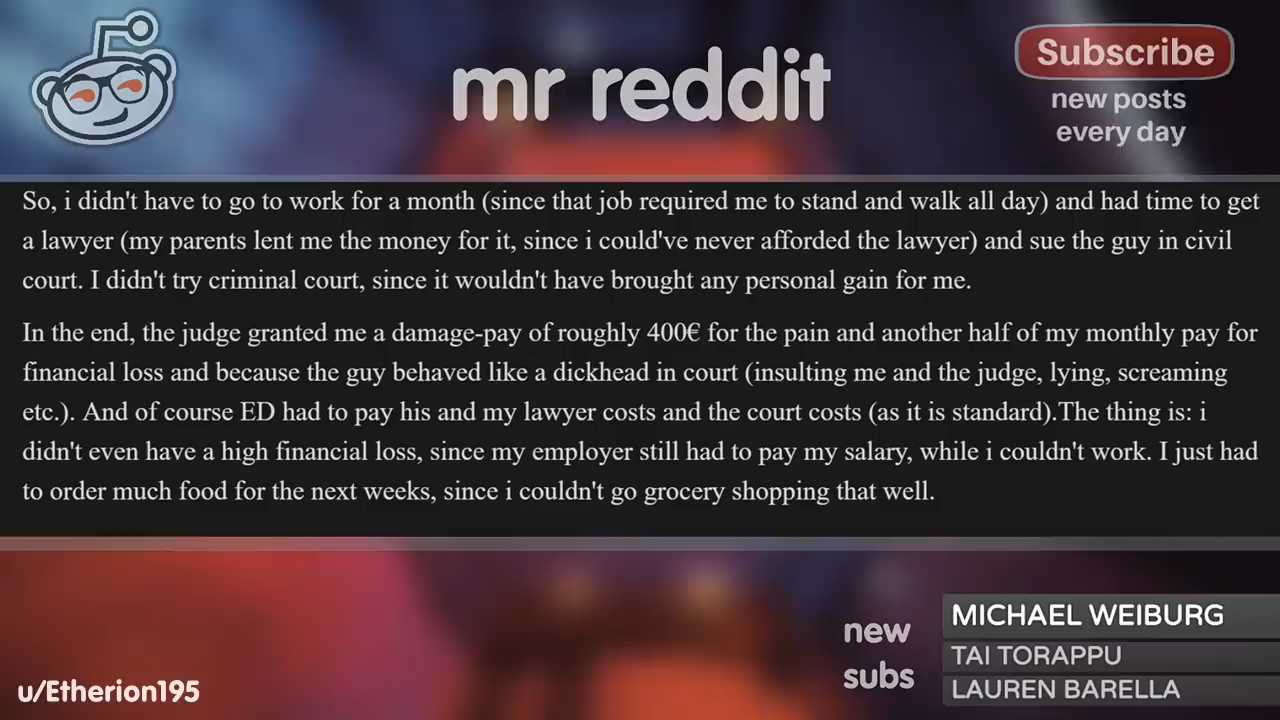 mr reddit
Subscribe
new posts
every day
So, i didn't have to go to work for a month (since that job required me to stand and walk all day) and had time to get
a lawyer (my parents lent me the money for it, since i could've never afforded the lawyer) and sue the guy in civil
court. I didn't try criminal court, since it wouldn't have brought any personal gain for me.
In the end, the judge granted me a damage-pay of roughly 400€ for the pain and another half of my monthly pay for
financial loss and because the guy behaved like a dickhead in court (insulting me and the judge, lying, screaming
etc.). And of course ED had to pay his and my lawyer costs and the court costs (as it is standard).The thing is: i
didn't even have a high financial loss, since my employer still had to pay my salary, while i couldn't work. I just had
to order much food for the next weeks, since i couldn't go grocery shopping that well.
new
subs
MICHAEL WEIBURG
TAI TORAPPU
LAUREN BARELLA
u/Etherion195